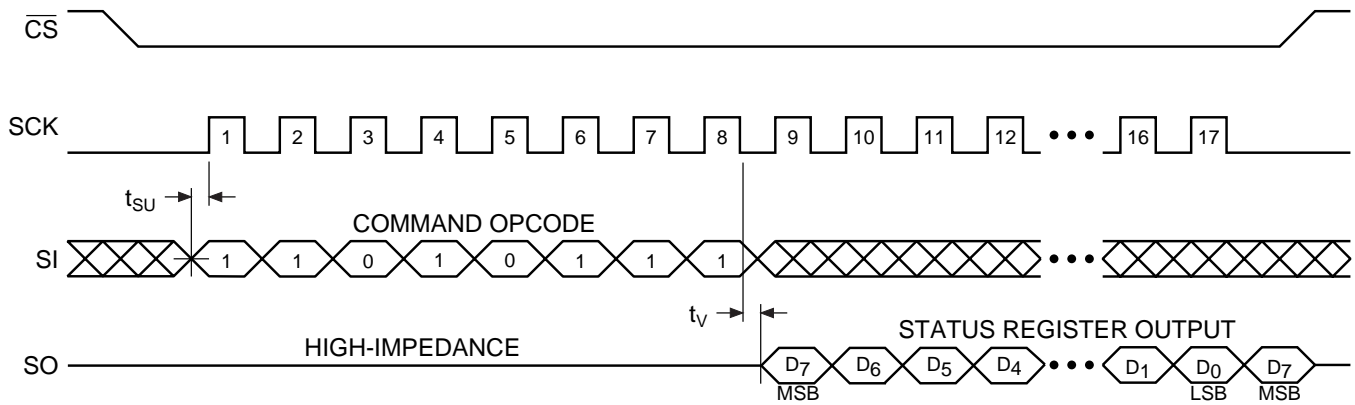 CS
SCK
1 2 3 4 5 6 7 8 9 10 11 12 ••• 16 17
tSU
COMMAND OPCODE
SI
1 1 0 1 0 1 1 1 •••
tV
STATUS REGISTER OUTPUT
HIGH-IMPEDANCE
SO
D7 D6 D5 D4 ••• D1 D0 D7
MSB LSB MSB